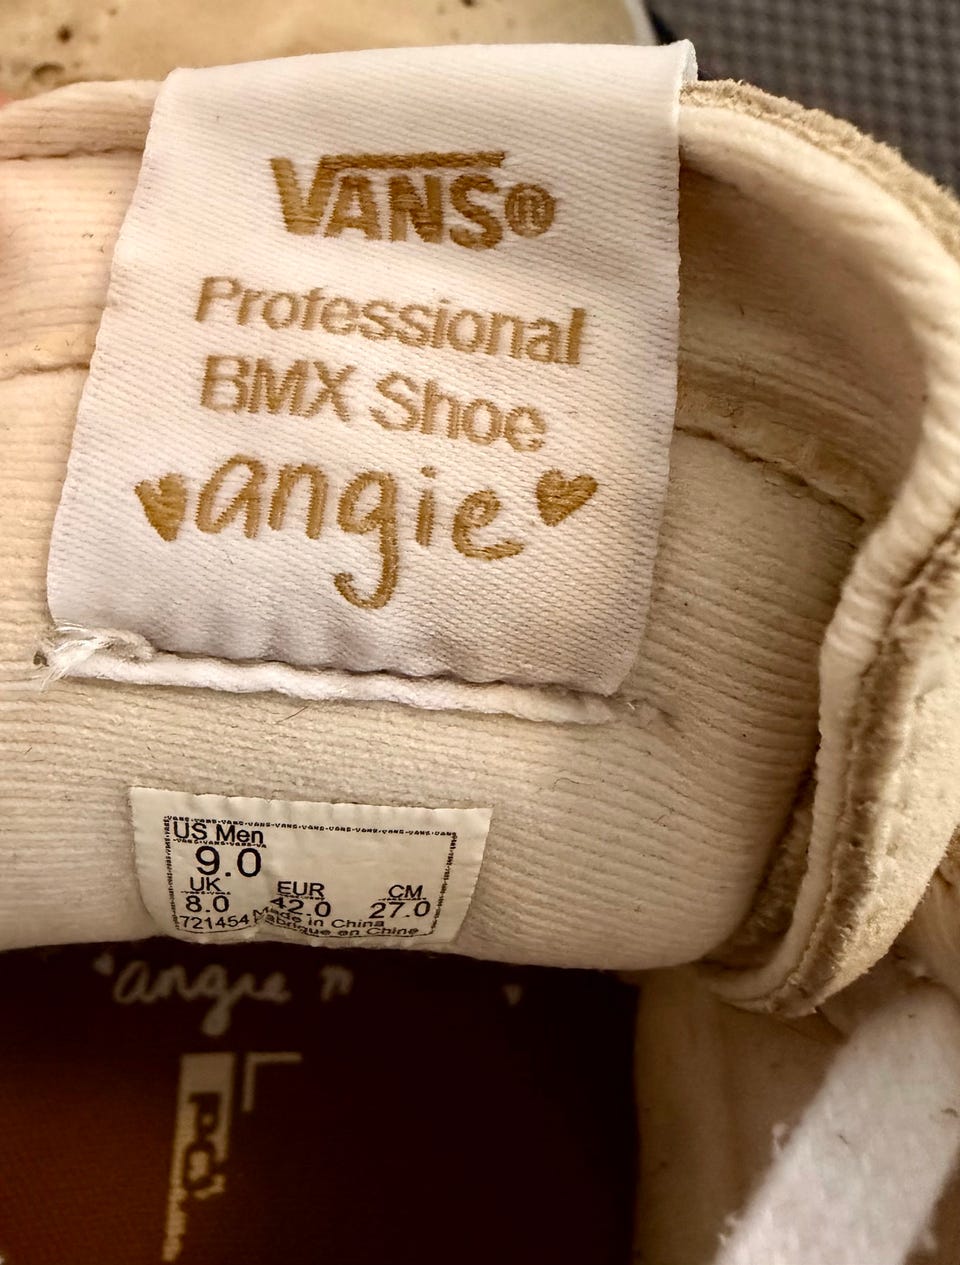 VANS®
Professional
BMX Shoe
♥angie♥
US Men
9.0
UK EUR CM
8.0 42.0 27.0
721454 Made in China
Fabriqué en Chine
angie